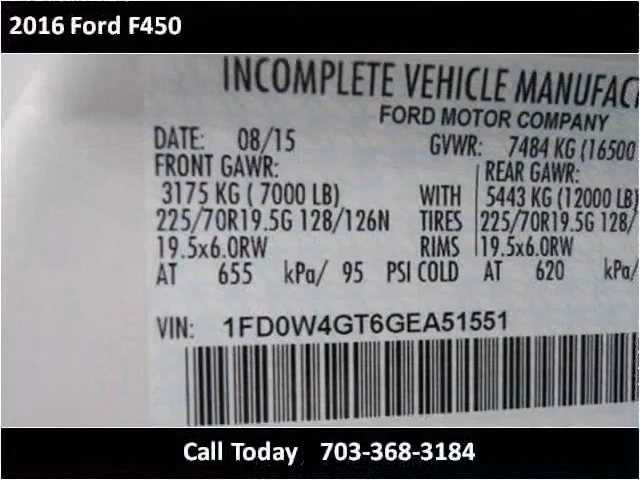 2016 Ford F450
INCOMPLETE VEHICLE MANUFAC
FORD MOTOR COMPANY
DATE: 08/15 GVWR: 7484 KG (16500
FRONT GAWR: REAR GAWR:
3175 KG ( 7000 LB) WITH 5443 KG (12000 LB)
225/70R19.5G 128/126N TIRES 225/70R19.5G 128/
19.5x6.0RW RIMS 19.5x6.0RW
AT 655 kPa/ 95 PSI COLD AT 620 kPa/
VIN: 1FD0W4GT6GEA51551
Call Today 703-368-3184